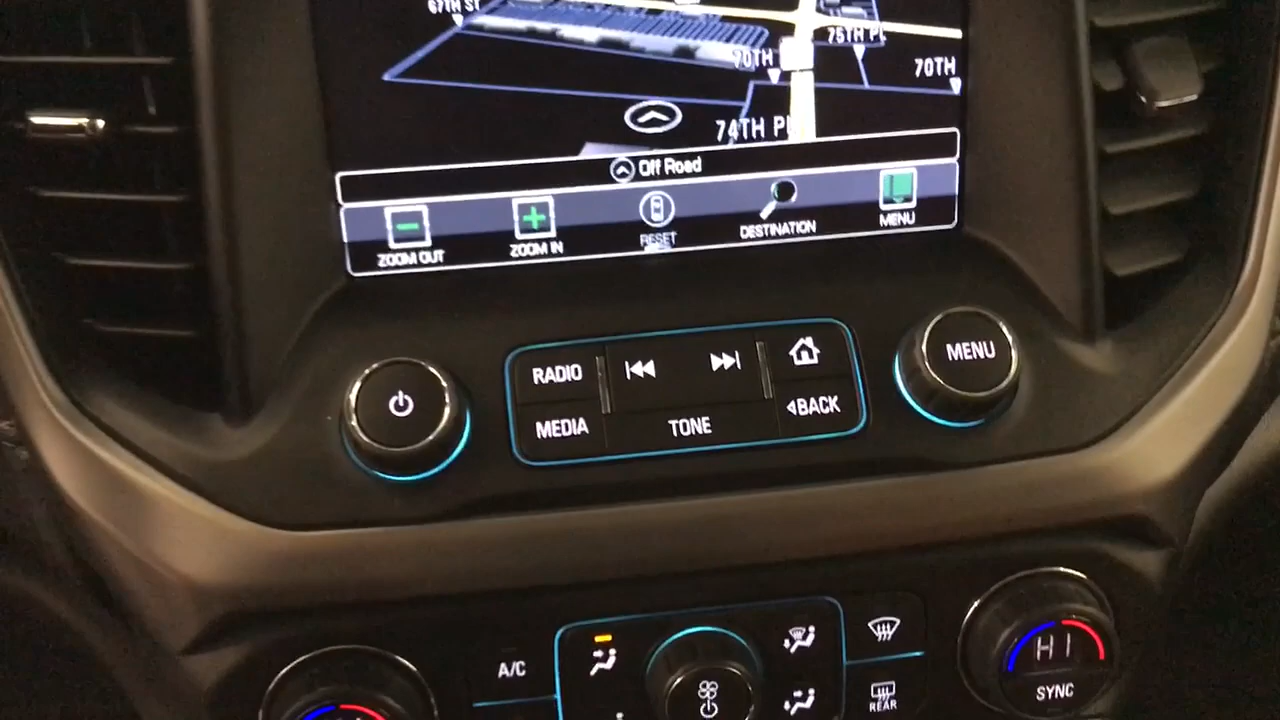 67TH ST
75TH PL
70TH
70TH
74TH PL
Off Road
ZOOM OUT
ZOOM IN
RESET
DESTINATION
MENU
RADIO
MEDIA
TONE
BACK
MENU
A/C
REAR
HI
SYNC